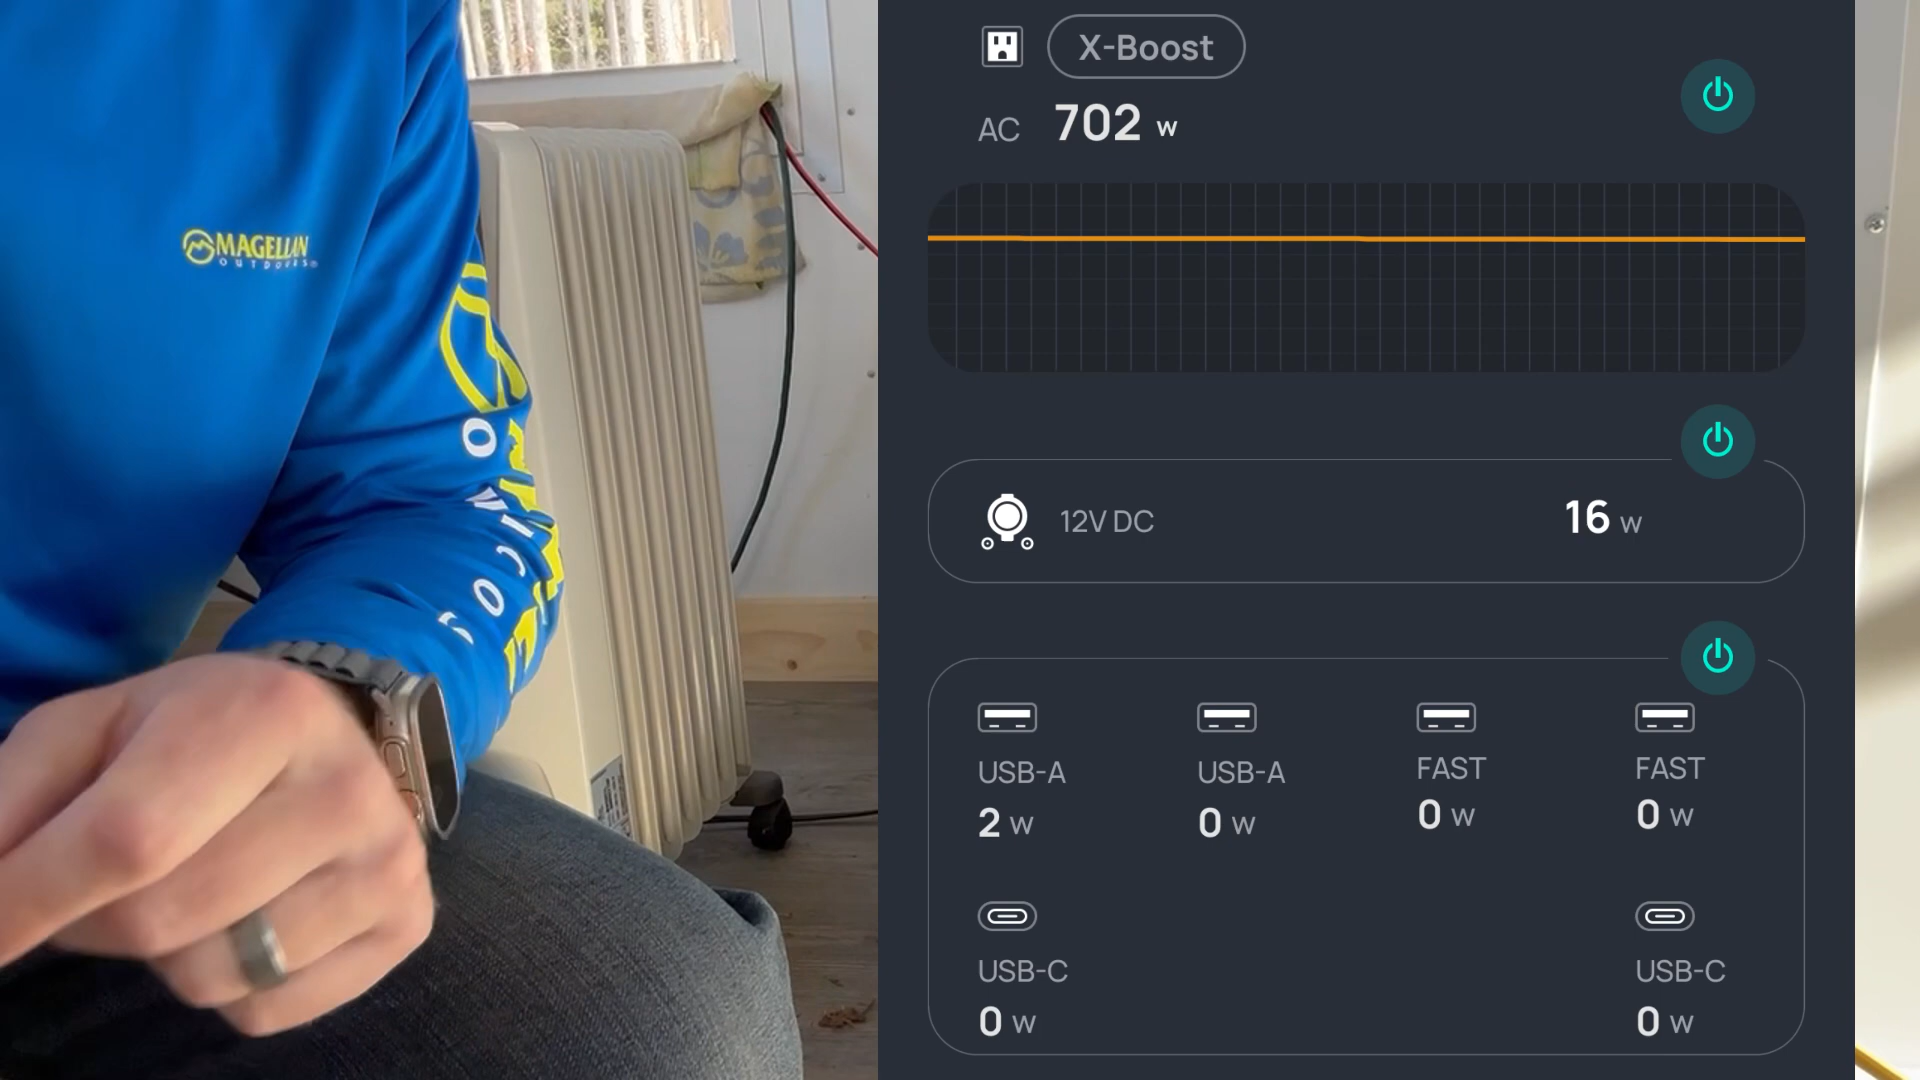 MAGELLAN
OUTDOORS
X-Boost
AC 702 w
12V DC 16 w
USB-A USB-A FAST FAST
2 w 0 w 0 w 0 w
USB-C USB-C
0 w 0 w